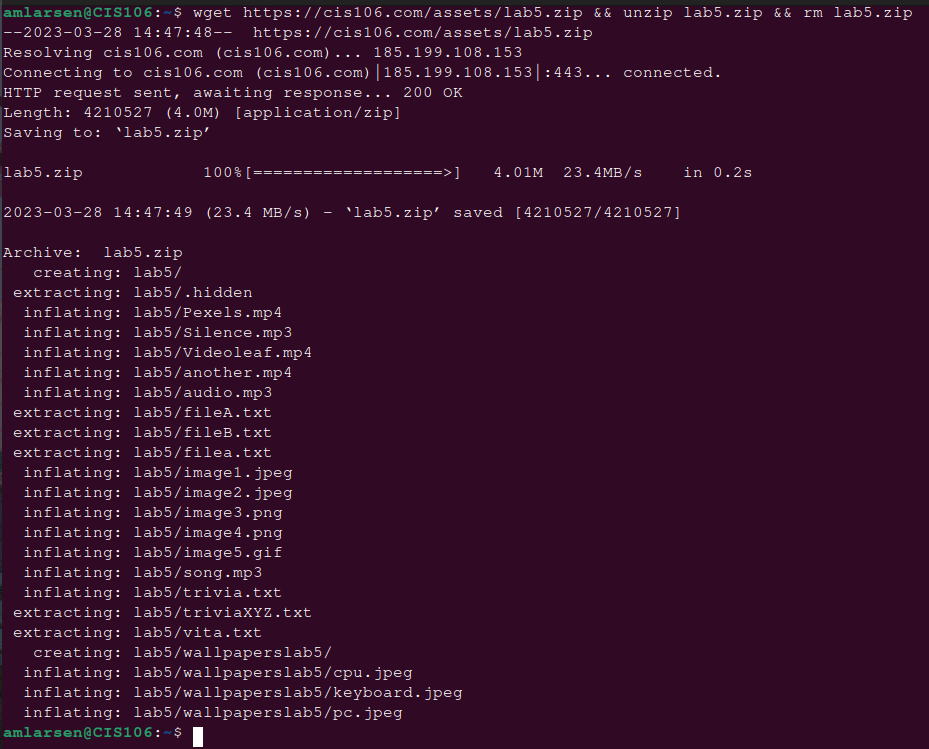 amlarsen@CIS106:~$ wget https://cis106.com/assets/lab5.zip && unzip lab5.zip && rm lab5.zip
--2023-03-28 14:47:48--  https://cis106.com/assets/lab5.zip
Resolving cis106.com (cis106.com)... 185.199.108.153
Connecting to cis106.com (cis106.com)|185.199.108.153|:443... connected.
HTTP request sent, awaiting response... 200 OK
Length: 4210527 (4.0M) [application/zip]
Saving to: ‘lab5.zip’
lab5.zip            100%[===================>]   4.01M  23.4MB/s    in 0.2s
2023-03-28 14:47:49 (23.4 MB/s) - ‘lab5.zip’ saved [4210527/4210527]
Archive:  lab5.zip
   creating: lab5/
 extracting: lab5/.hidden
  inflating: lab5/Pexels.mp4
  inflating: lab5/Silence.mp3
  inflating: lab5/Videoleaf.mp4
  inflating: lab5/another.mp4
  inflating: lab5/audio.mp3
 extracting: lab5/fileA.txt
 extracting: lab5/fileB.txt
 extracting: lab5/filea.txt
  inflating: lab5/image1.jpeg
  inflating: lab5/image2.jpeg
  inflating: lab5/image3.png
  inflating: lab5/image4.png
  inflating: lab5/image5.gif
  inflating: lab5/song.mp3
  inflating: lab5/trivia.txt
 extracting: lab5/triviaXYZ.txt
 extracting: lab5/vita.txt
   creating: lab5/wallpaperslab5/
  inflating: lab5/wallpaperslab5/cpu.jpeg
  inflating: lab5/wallpaperslab5/keyboard.jpeg
  inflating: lab5/wallpaperslab5/pc.jpeg
amlarsen@CIS106:~$